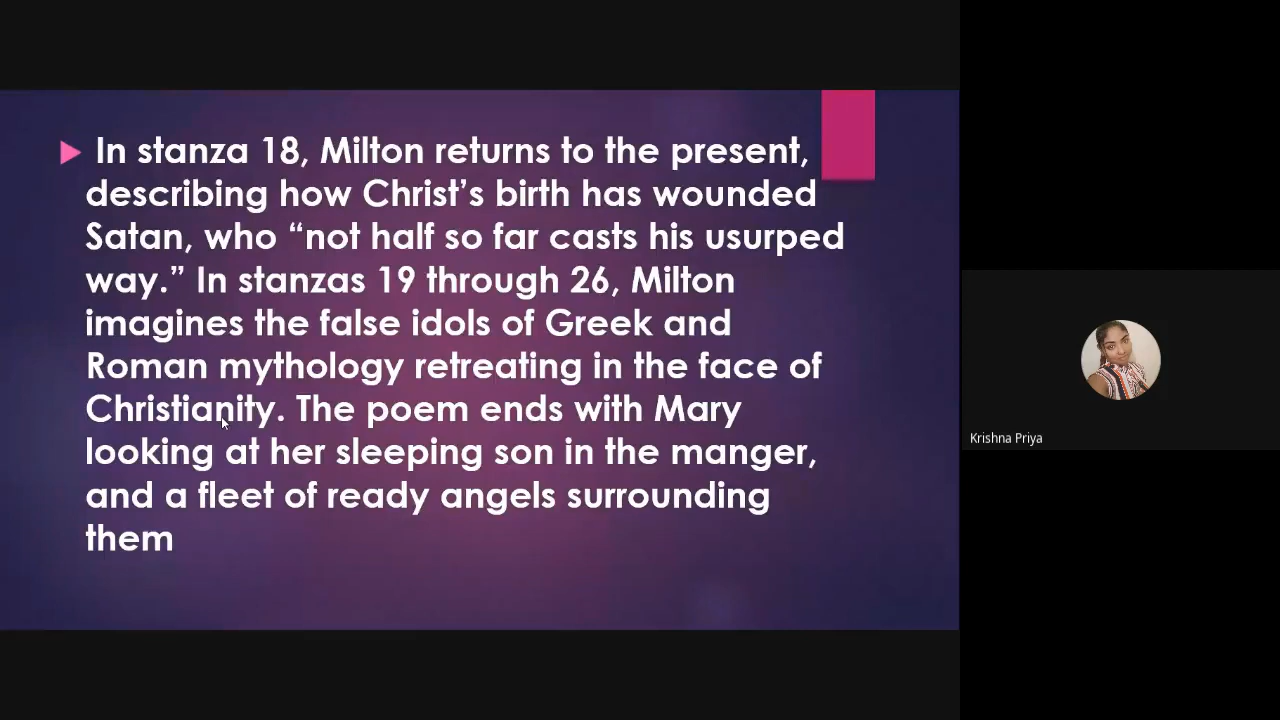 In stanza 18, Milton returns to the present,
describing how Christ’s birth has wounded
Satan, who “not half so far casts his usurped
way.” In stanzas 19 through 26, Milton
imagines the false idols of Greek and
Roman mythology retreating in the face of
Christianity. The poem ends with Mary
looking at her sleeping son in the manger,
and a fleet of ready angels surrounding
them
Krishna Priya